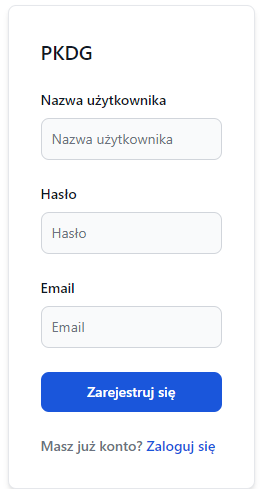 PKDG
Nazwa użytkownika
Nazwa użytkownika
Hasło
Hasło
Email
Email
Zarejestruj się
Masz już konto? Zaloguj się